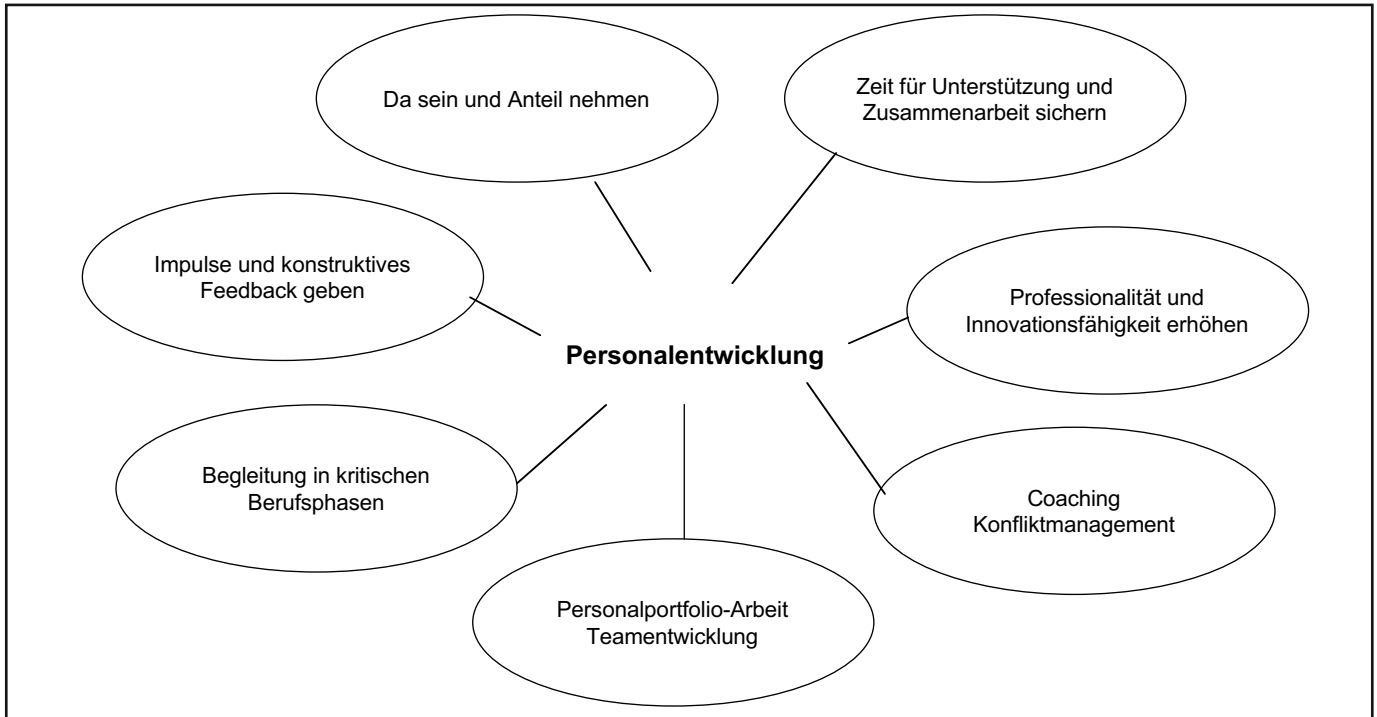 Da sein und Anteil nehmen
Zeit für Unterstützung und
Zusammenarbeit sichern
Impulse und konstruktives
Feedback geben
Professionalität und
Innovationsfähigkeit erhöhen
Personalentwicklung
Begleitung in kritischen
Berufsphasen
Coaching
Konfliktmanagement
Personalportfolio-Arbeit
Teamentwicklung